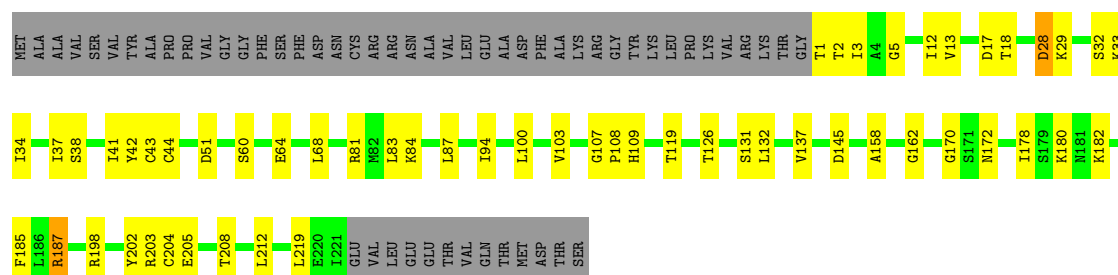 MET ALA ALA VAL SER VAL TYR ALA PRO PRO VAL GLY GLY PHE SER PHE ASP ASN CYS ARG ARG ASN ALA VAL LEU GLU ALA ASP PHE ALA LYS ARG GLY TYR LYS LEU PRO LYS VAL ARG LYS THR GLY T1 T2 I3 A4 G5 I12 V13 D17 T18 D28 K29 S32 K33
I34 I37 S38 I41 Y42 C43 C44 D51 S60 E64 L68 R81 M82 L83 K84 L87 I94 L100 V103 G107 P108 H109 T119 T126 S131 L132 V137 D145 A158 G162 G170 S171 N172 I178 S179 K180 N181 K182
F185 L186 R187 R198 Y202 R203 C204 E205 T208 L212 L219 E220 I221 GLU VAL LEU GLU GLU THR VAL GLN THR MET ASP THR SER